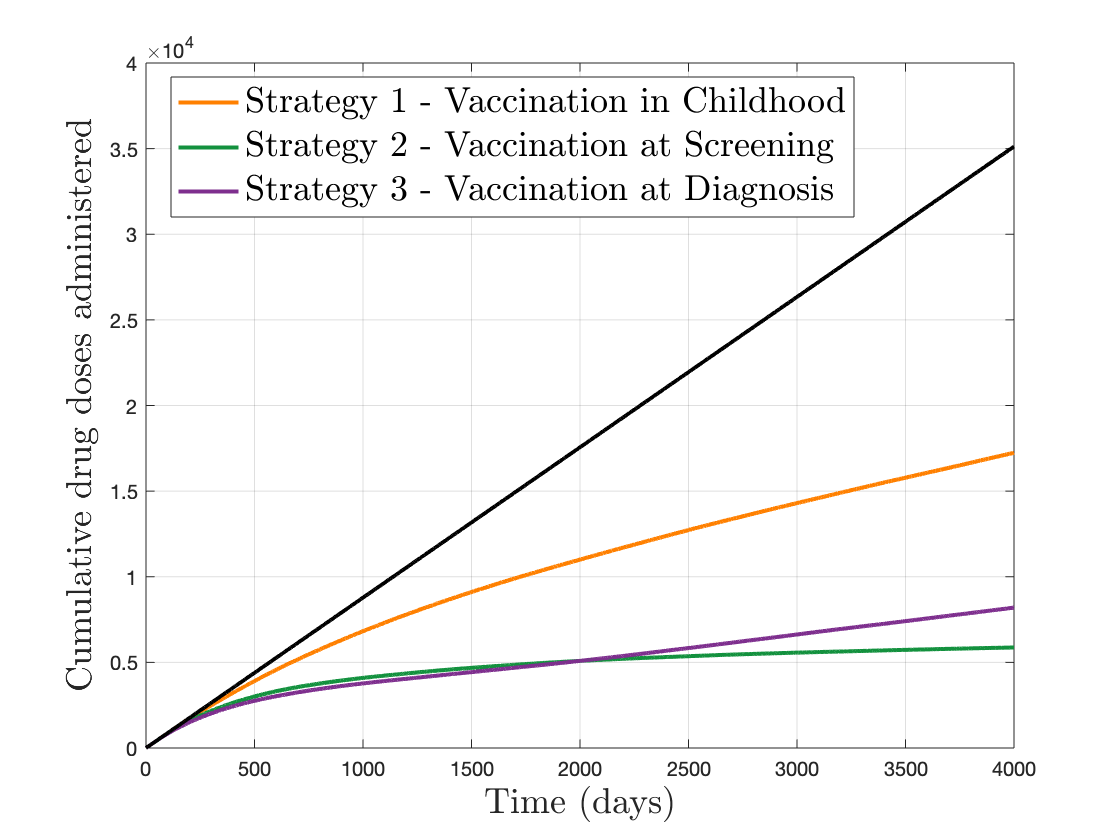 ×10⁴
4
3.5
3
2.5
2
1.5
1
0.5
0
Cumulative drug doses administered
Strategy 1 - Vaccination in Childhood
Strategy 2 - Vaccination at Screening
Strategy 3 - Vaccination at Diagnosis
0 500 1000 1500 2000 2500 3000 3500 4000
Time (days)